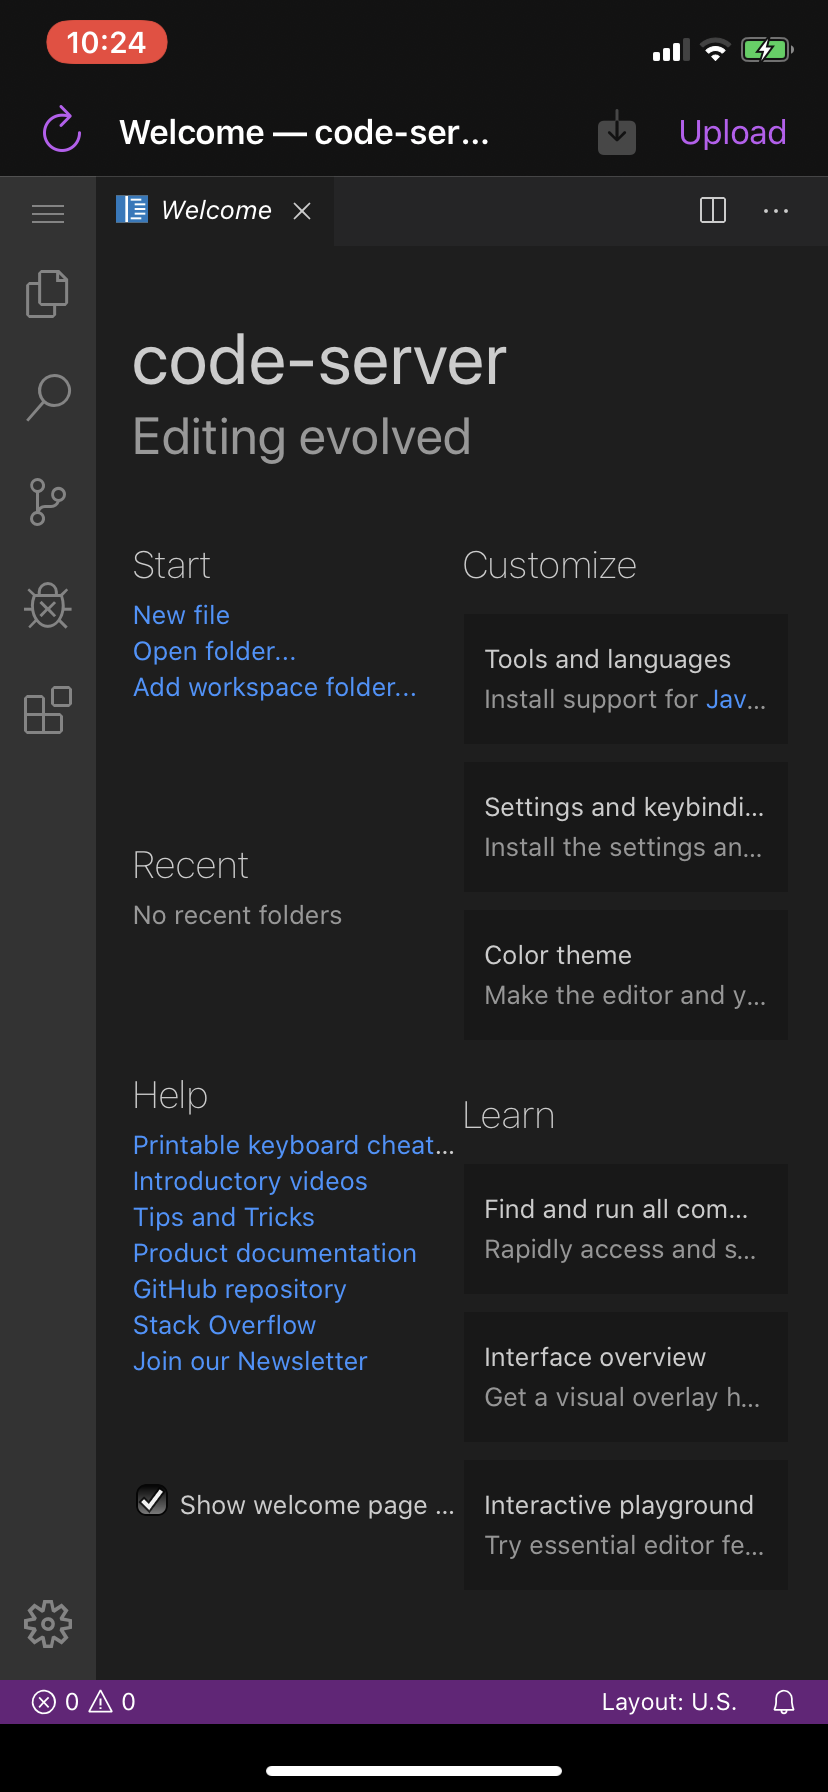 10:24
Welcome — code-ser...
Upload
Welcome
code-server
Editing evolved
Start
New file
Open folder...
Add workspace folder...
Recent
No recent folders
Help
Printable keyboard cheat...
Introductory videos
Tips and Tricks
Product documentation
GitHub repository
Stack Overflow
Join our Newsletter
Show welcome page ...
Customize
Tools and languages
Install support for Jav...
Settings and keybindi...
Install the settings an...
Color theme
Make the editor and y...
Learn
Find and run all com...
Rapidly access and s...
Interface overview
Get a visual overlay h...
Interactive playground
Try essential editor fe...
0 0
Layout: U.S.